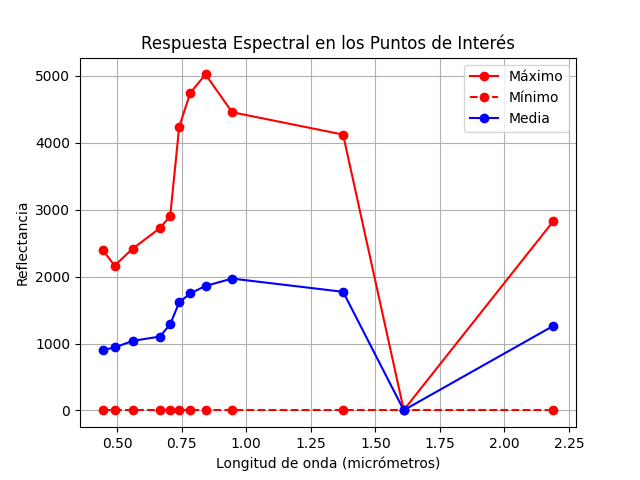 Respuesta Espectral en los Puntos de Interés
Reflectancia
5000
4000
3000
2000
1000
0
Máximo
Mínimo
Media
0.50 0.75 1.00 1.25 1.50 1.75 2.00 2.25
Longitud de onda (micrómetros)